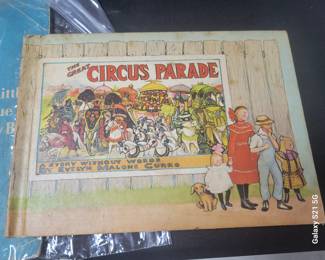 THE GREAT CIRCUS PARADE
A STORY WITHOUT WORDS
BY EVELYN MALONE CURRO
Galaxy S21 5G